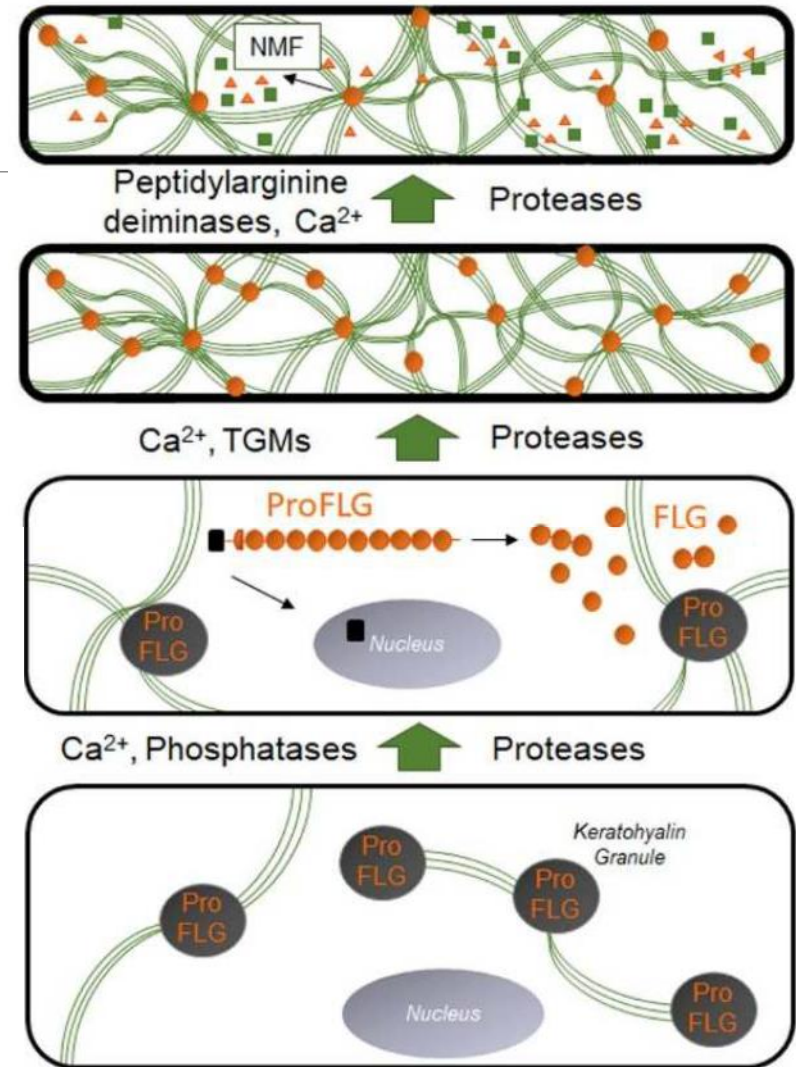 NMF
Peptidylarginine
deiminases, Ca²⁺
Proteases
Ca²⁺, TGMs
Proteases
ProFLG
FLG
Pro
FLG
Nucleus
Pro
FLG
Ca²⁺, Phosphatases
Proteases
Keratohyalin
Granule
Pro
FLG
Pro
FLG
Pro
FLG
Pro
FLG
Nucleus